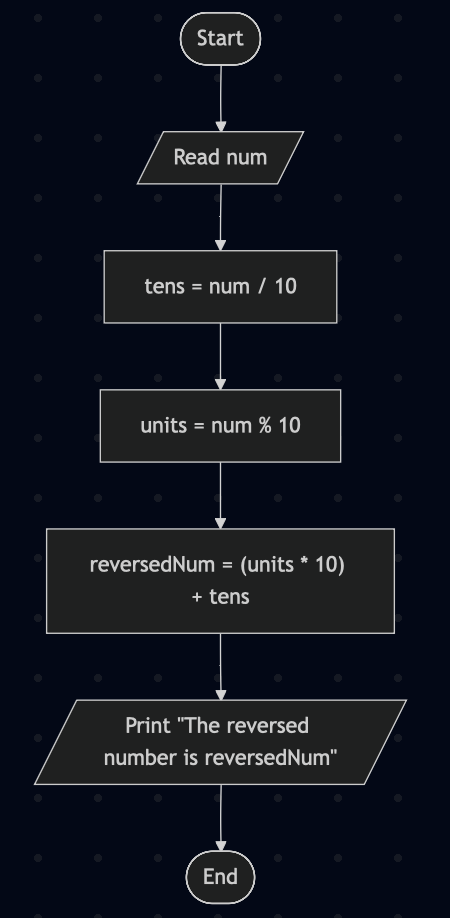 Start
Read num
tens = num / 10
units = num % 10
reversedNum = (units * 10)
+ tens
Print "The reversed
number is reversedNum"
End